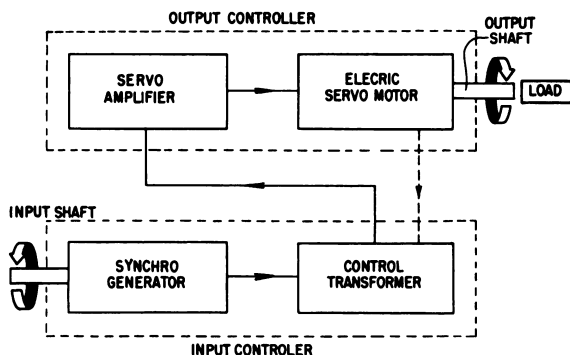 OUTPUT CONTROLLER
OUTPUT
SHAFT
SERVO
AMPLIFIER
ELECRIC
SERVO MOTOR
LOAD
INPUT SHAFT
SYNCHRO
GENERATOR
CONTROL
TRANSFORMER
INPUT CONTROLER